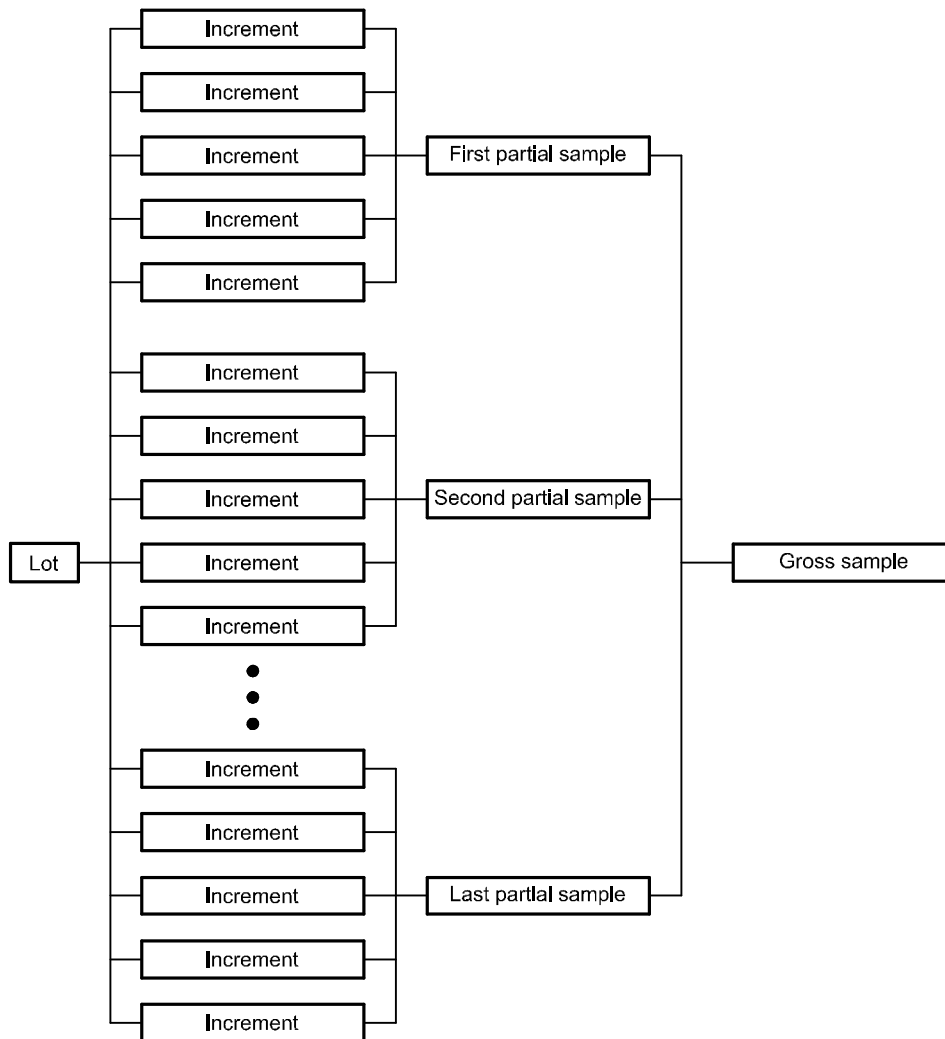 Increment
Increment
Increment
First partial sample
Increment
Increment
Increment
Increment
Increment
Second partial sample
Lot
Increment
Gross sample
Increment
Increment
Increment
Increment
Last partial sample
Increment
Increment